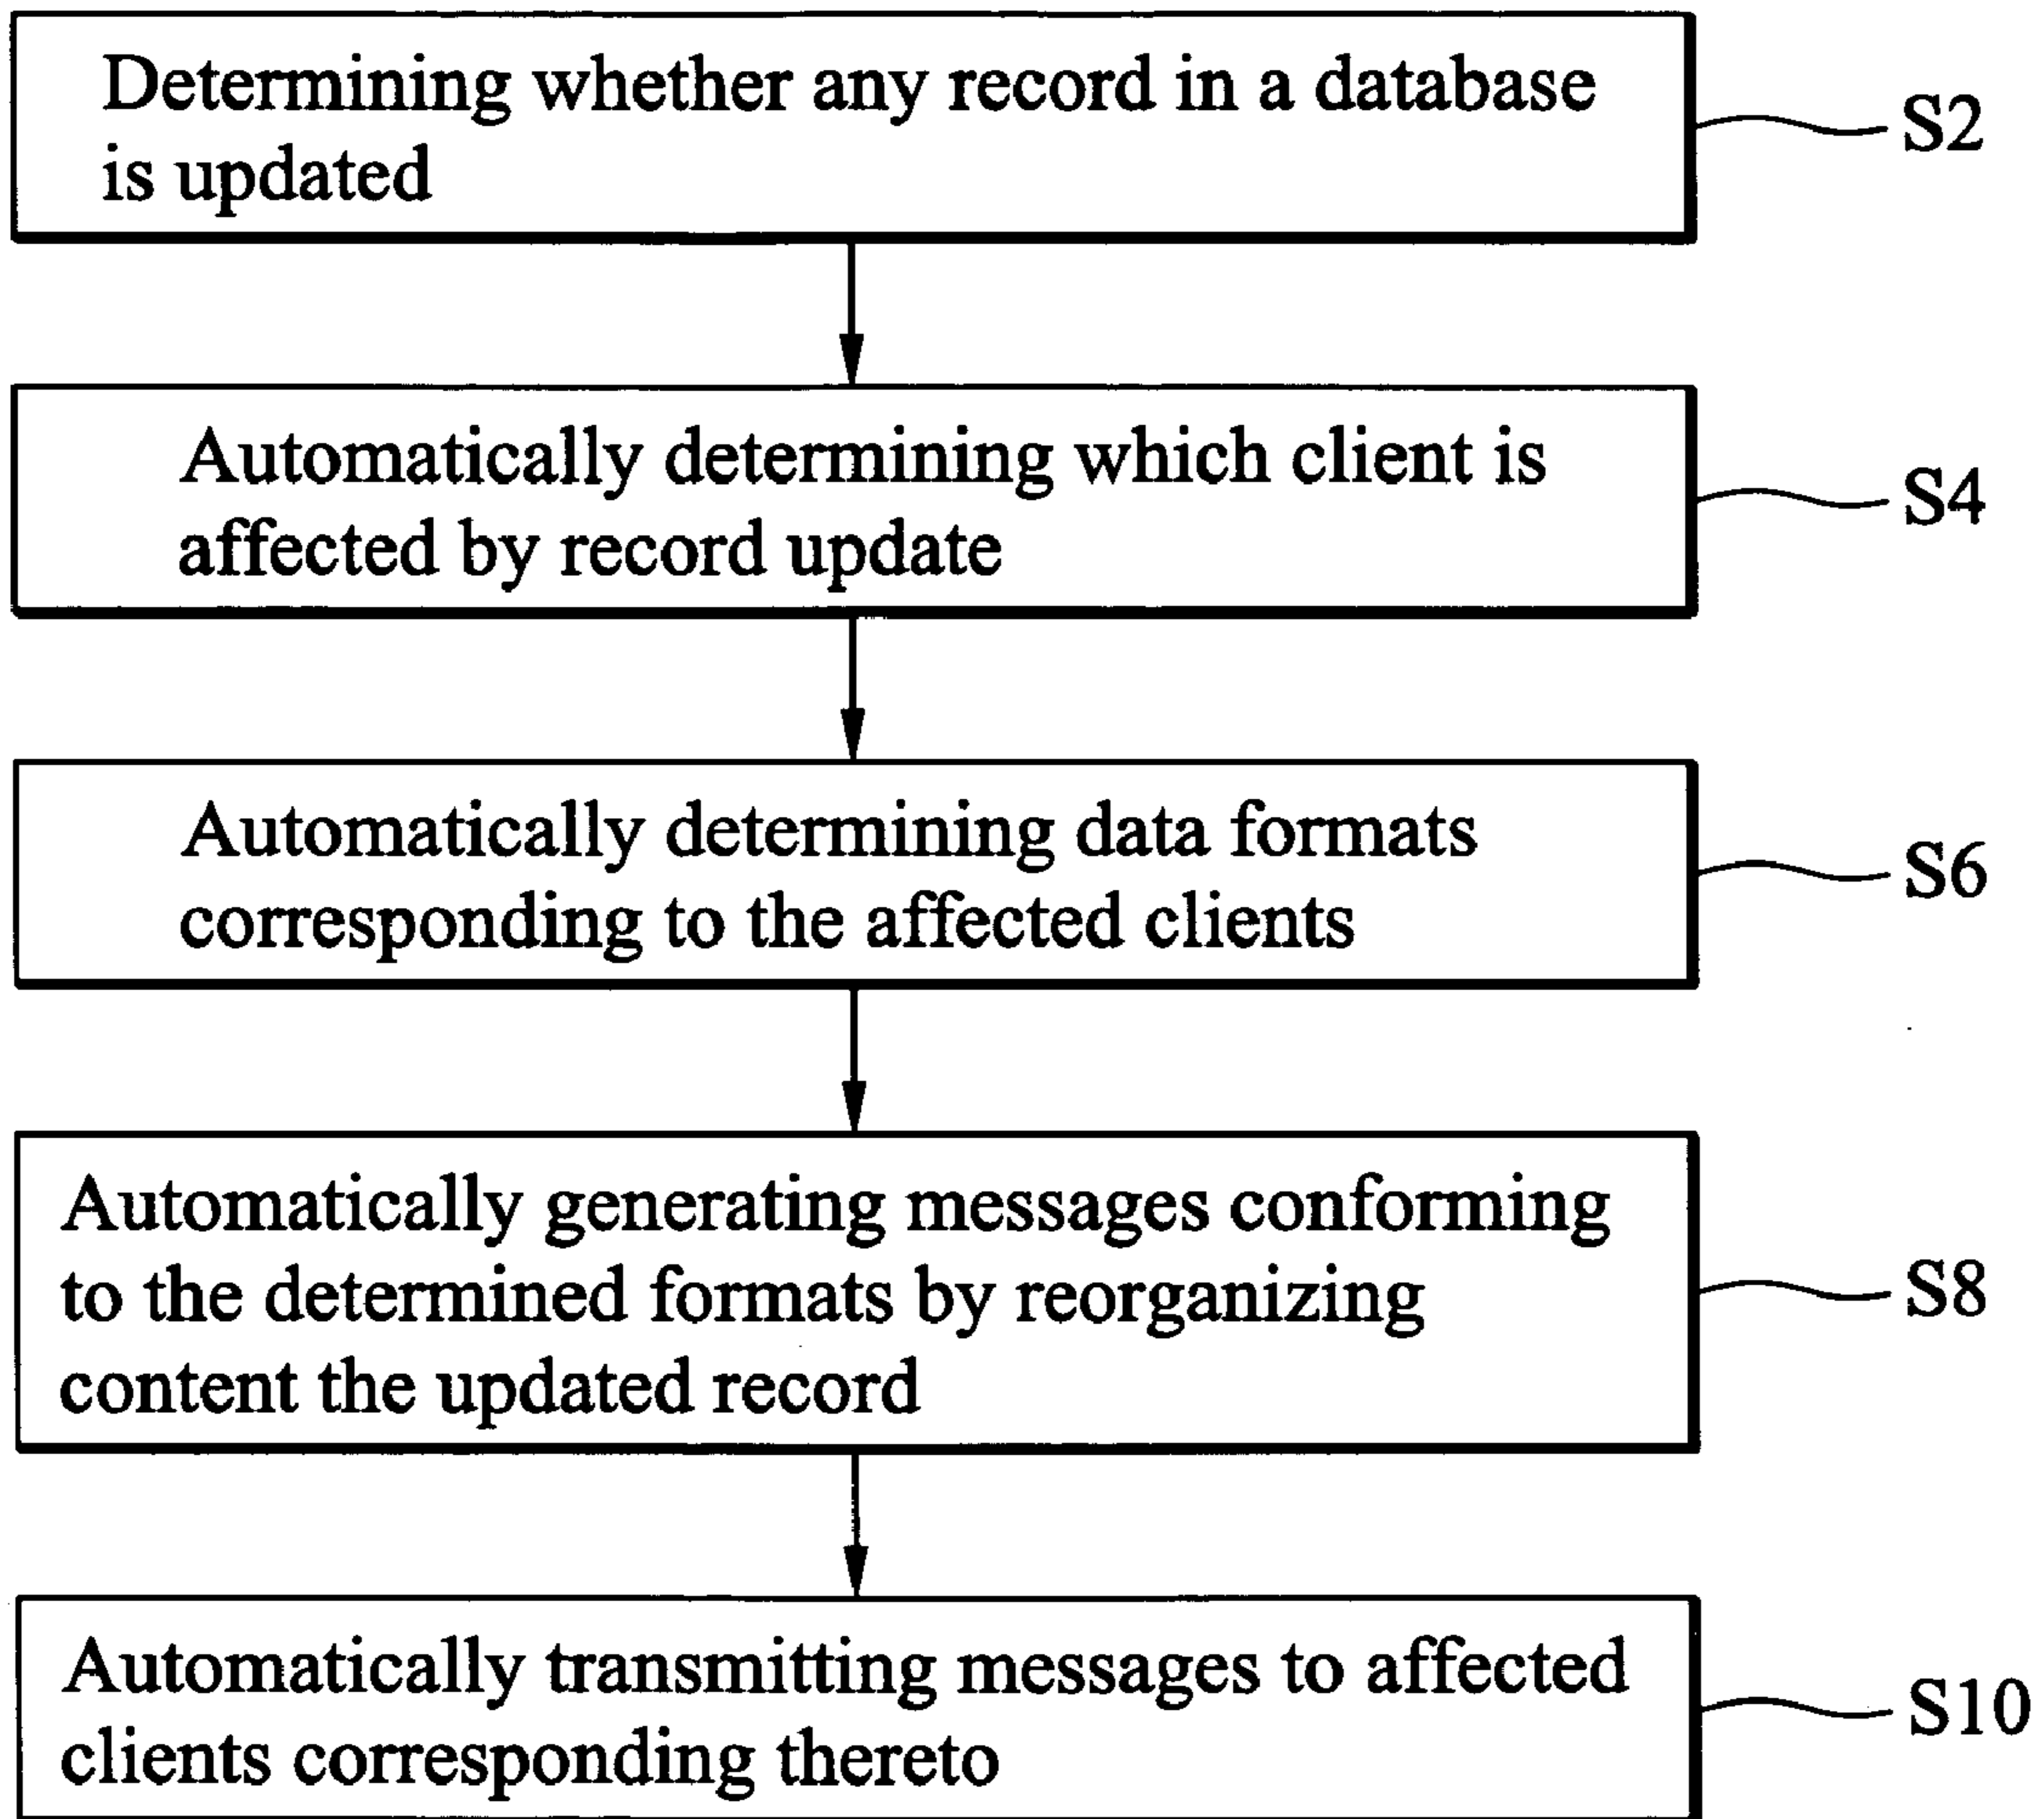 Determining whether any record in a database
is updated
S2
Automatically determining which client is
affected by record update
S4
Automatically determining data formats
corresponding to the affected clients
S6
Automatically generating messages conforming
to the determined formats by reorganizing
content the updated record
S8
Automatically transmitting messages to affected
clients corresponding thereto
S10